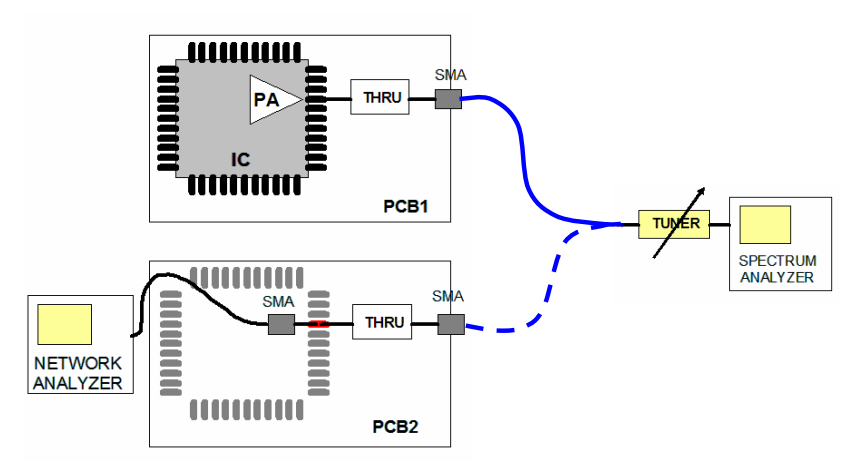 SMA
PA
THRU
IC
PCB1
TUNER
SPECTRUM
ANALYZER
SMA
SMA
THRU
NETWORK
ANALYZER
PCB2